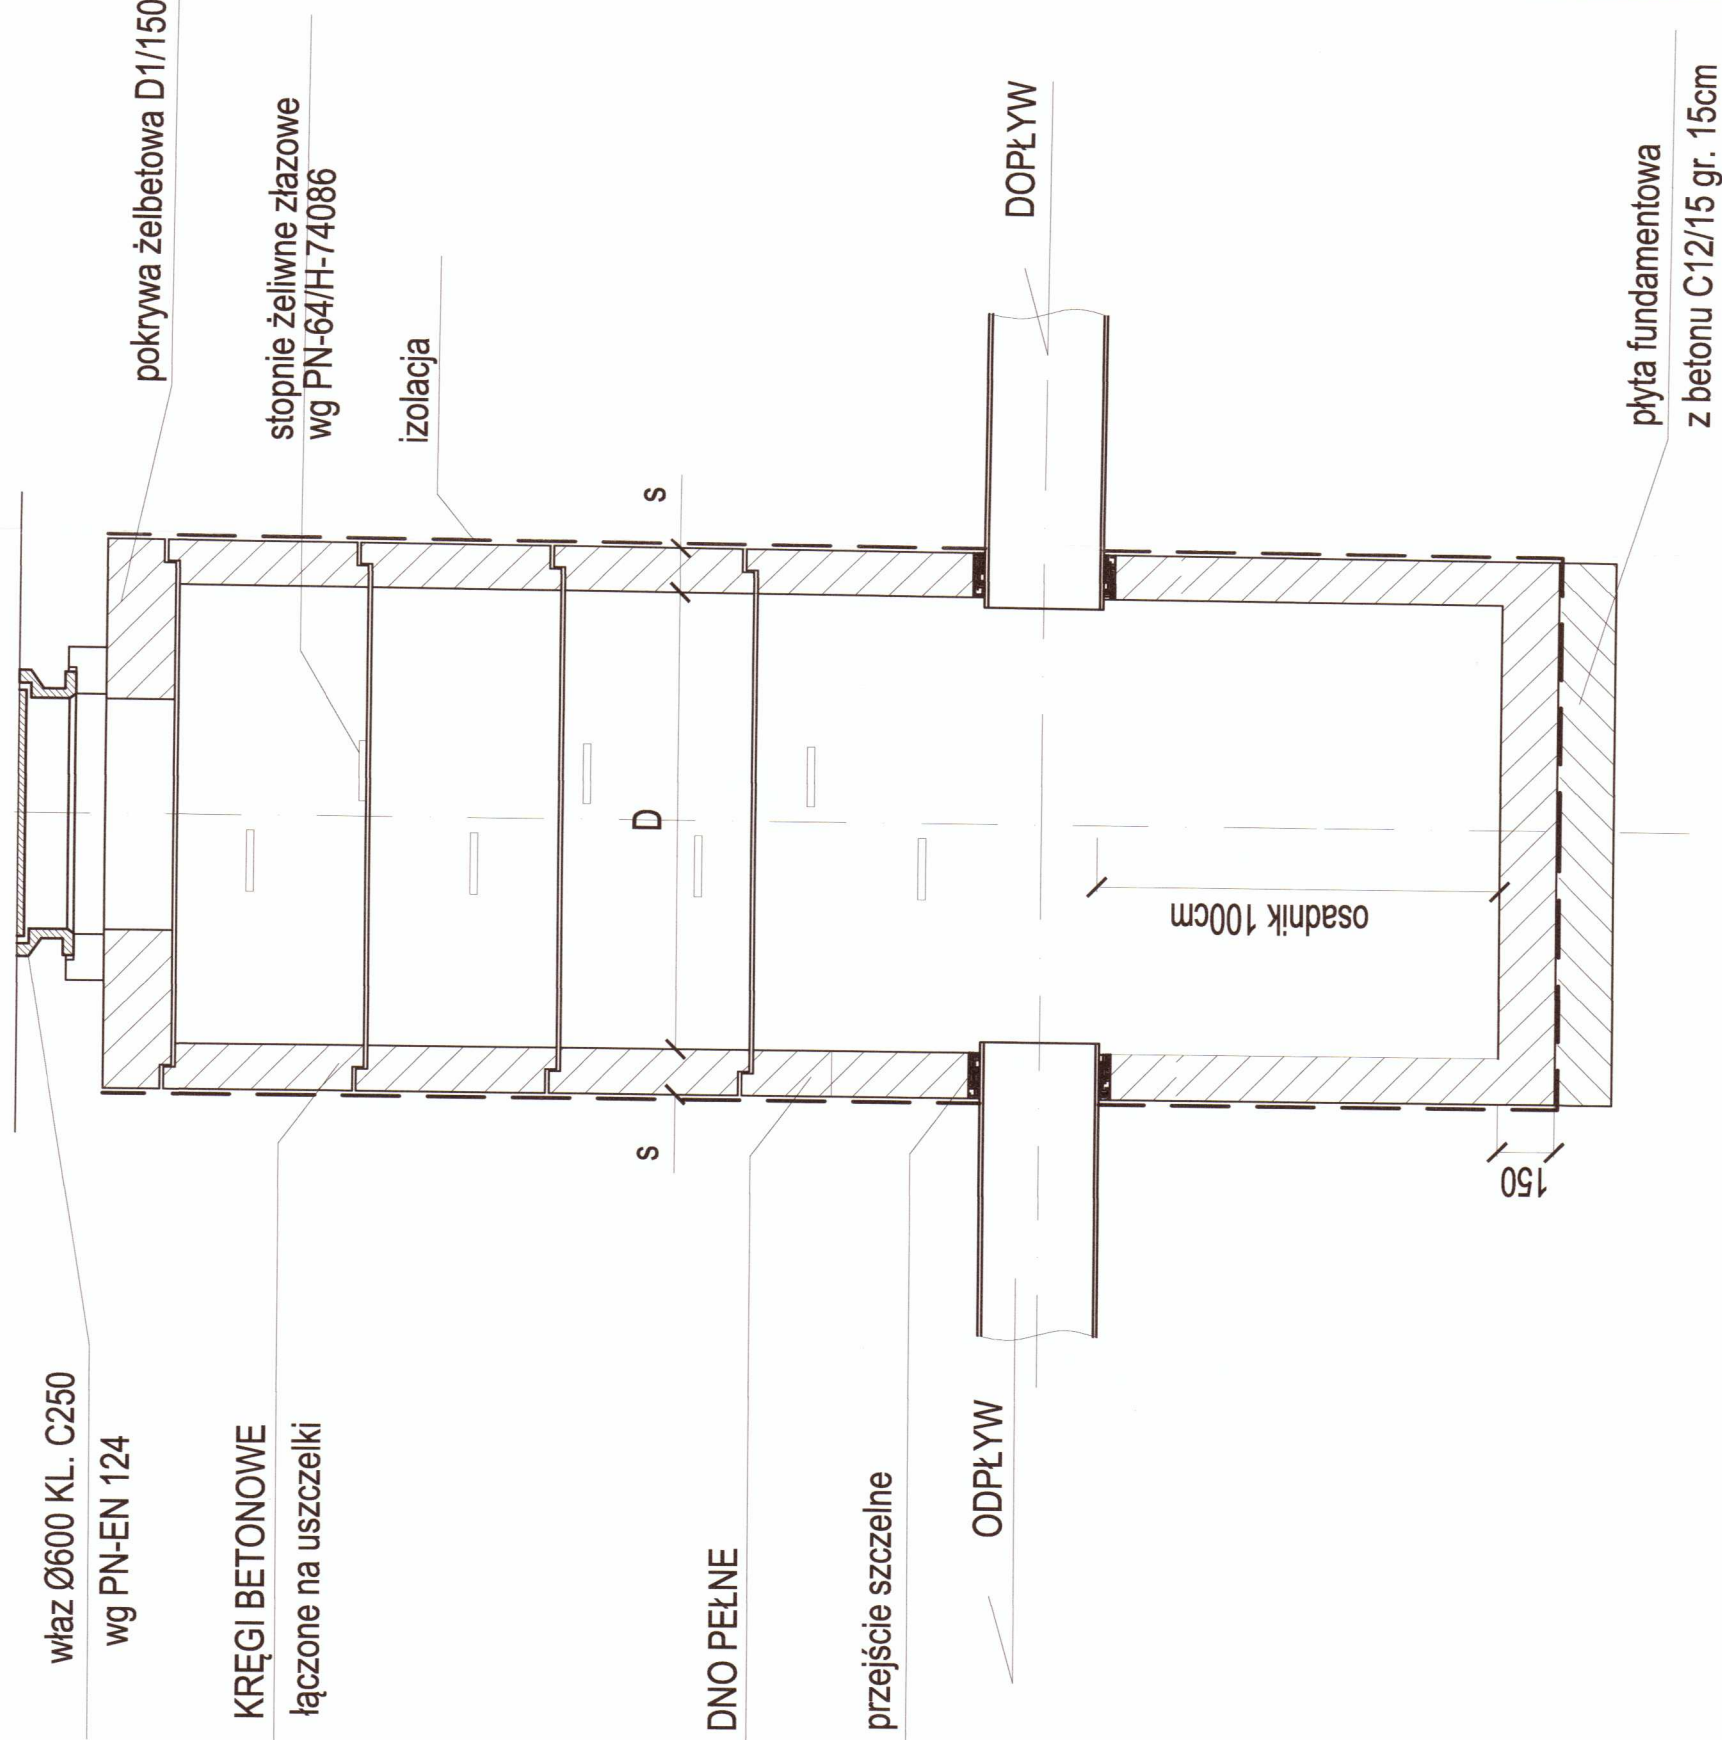 właz Ø600 KL. C250
wg PN-EN 124
KRĘGI BETONOWE
łączone na uszczelki
DNO PEŁNE
przejście szczelne
ODPŁYW
pokrywa żelbetowa D1/150
stopnie żeliwne złazowe
wg PN-64/H-74086
izolacja
s
D
s
DOPŁYW
osadnik 100cm
150
płyta fundamentowa
z betonu C12/15 gr. 15cm